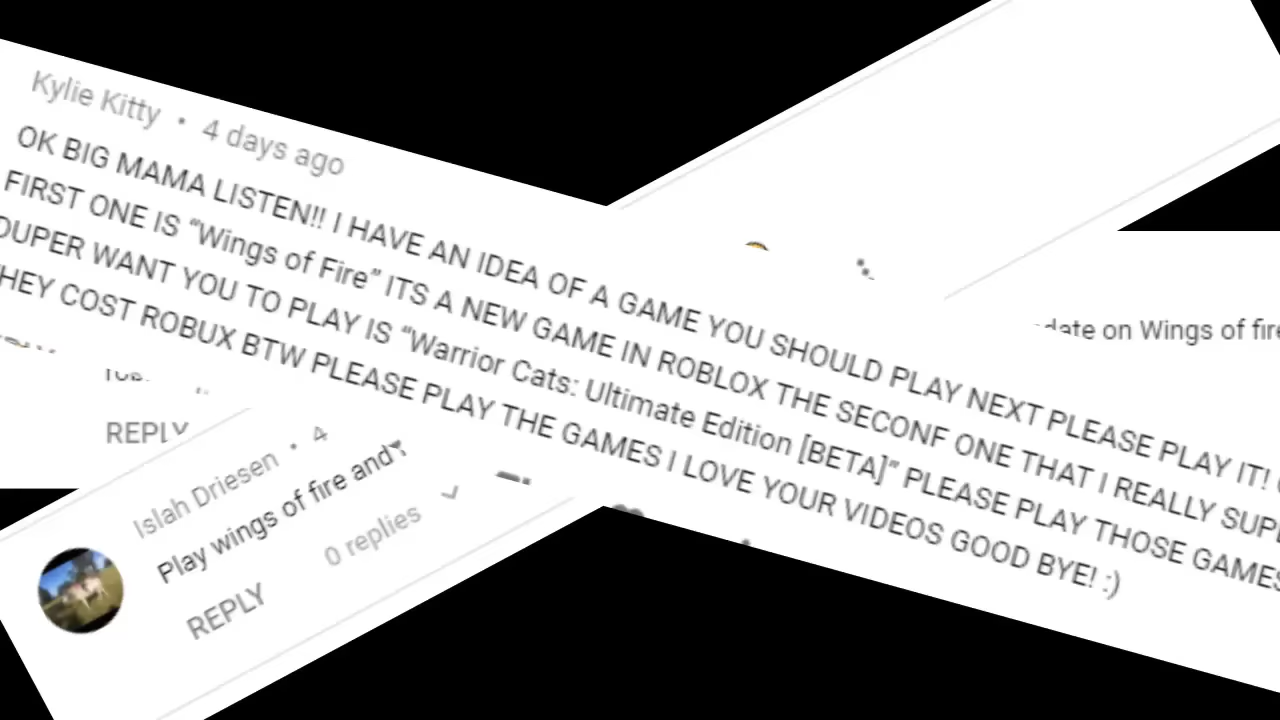 Kylie Kitty • 4 days ago
OK BIG MAMA LISTEN!! I HAVE AN IDEA OF A GAME YOU SHOULD PLAY NEXT PLEASE PLAY IT!
FIRST ONE IS “Wings of Fire” ITS A NEW GAME IN ROBLOX THE SECONF ONE THAT I REALLY SUPE
DUPER WANT YOU TO PLAY IS “Warrior Cats: Ultimate Edition [BETA]” PLEASE PLAY THOSE GAMES
THEY COST ROBUX BTW PLEASE PLAY THE GAMES I LOVE YOUR VIDEOS GOOD BYE! :)
date on Wings of fire
REPLY
Islah Driesen • 4
Play wings of fire and
0 replies
REPLY